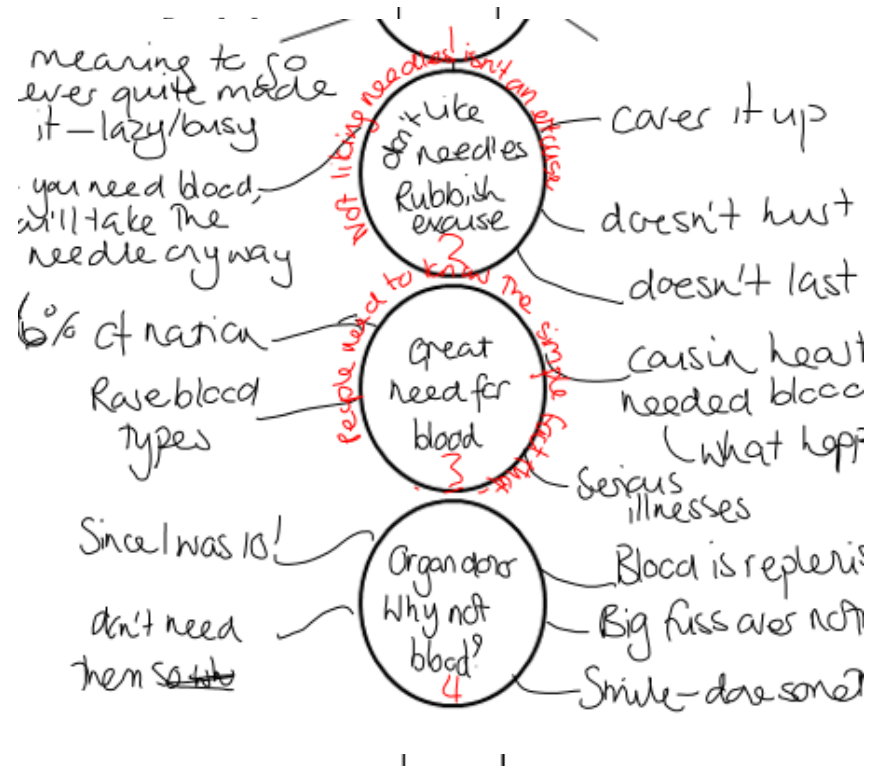 meaning to go
ever quite made
it – lazy/busy
you need blood,
will take the
needle anyway
Not liking needles isn't an excuse
don't like
needles
Rubbish
excuse
2
cover it up
doesn't hurt
doesn't last
6% of nation
Rare blood
types
People need to know the simple fact that
Great
need for
blood
3
cousin heart
needed blood
what happ
serious
illnesses
Since I was 10!
don't need
them
Organ donor
Why not
blood?
4
Blood is replenis
Big fuss over noth
Smile – done someth